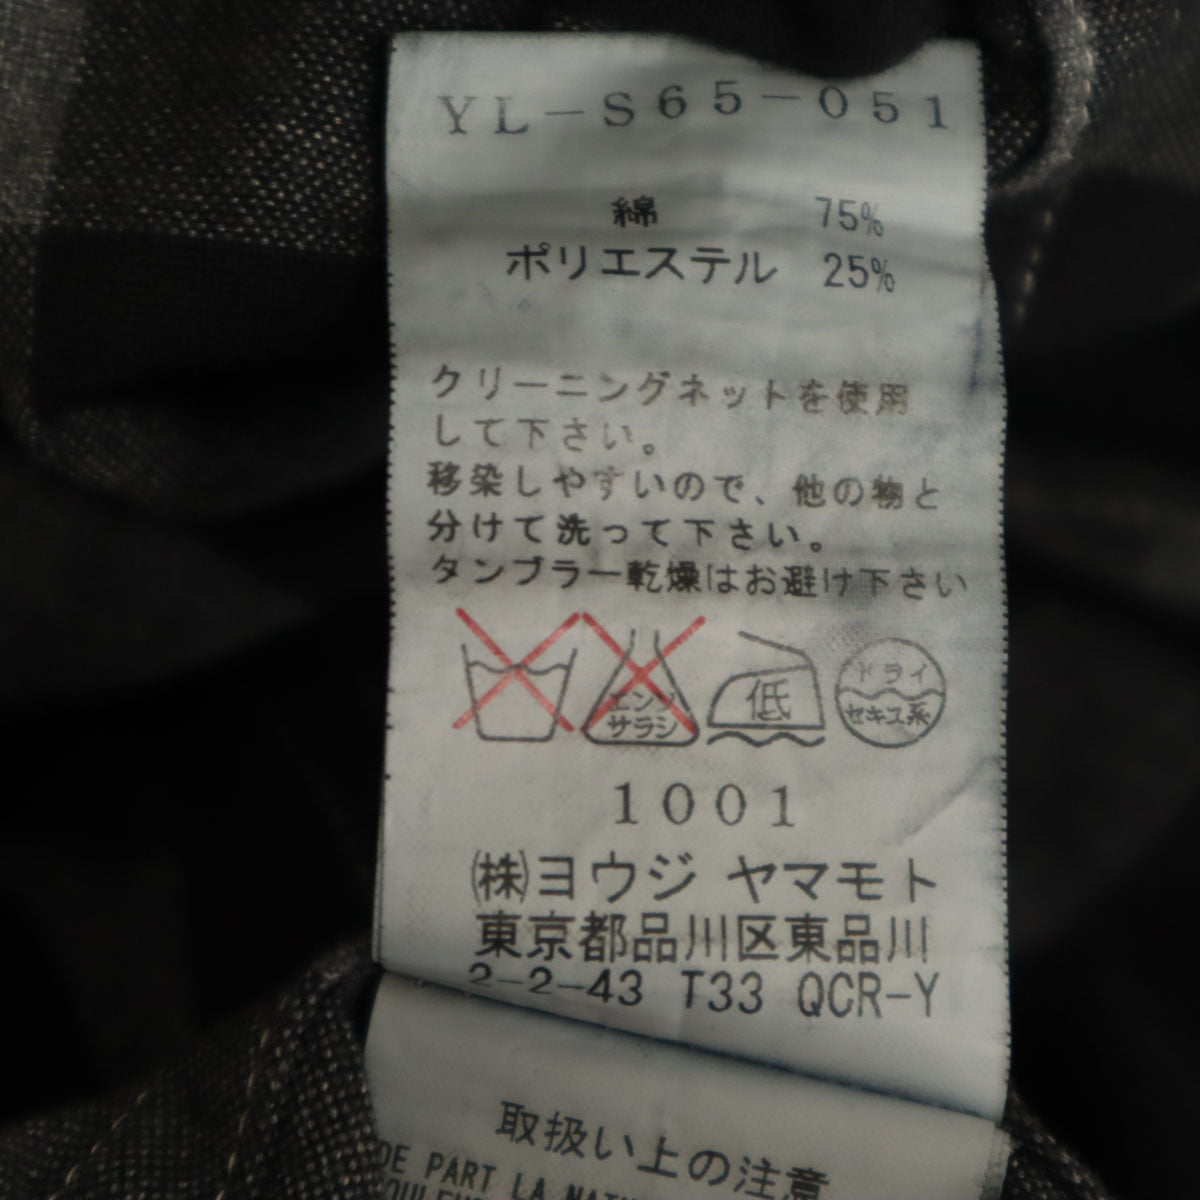 YL-S65-051
綿 75%
ポリエステル 25%
クリーニングネットを使用
して下さい。
移染しやすいので、他の物と
分けて洗って下さい。
タンブラー乾燥はお避け下さい
エンソ
サラシ
低
ドライ
セキユ系
1001
㈱ヨウジ ヤマモト
東京都品川区東品川
2-2-43 T33 QCR-Y
取扱い上の注意
DE PART LA